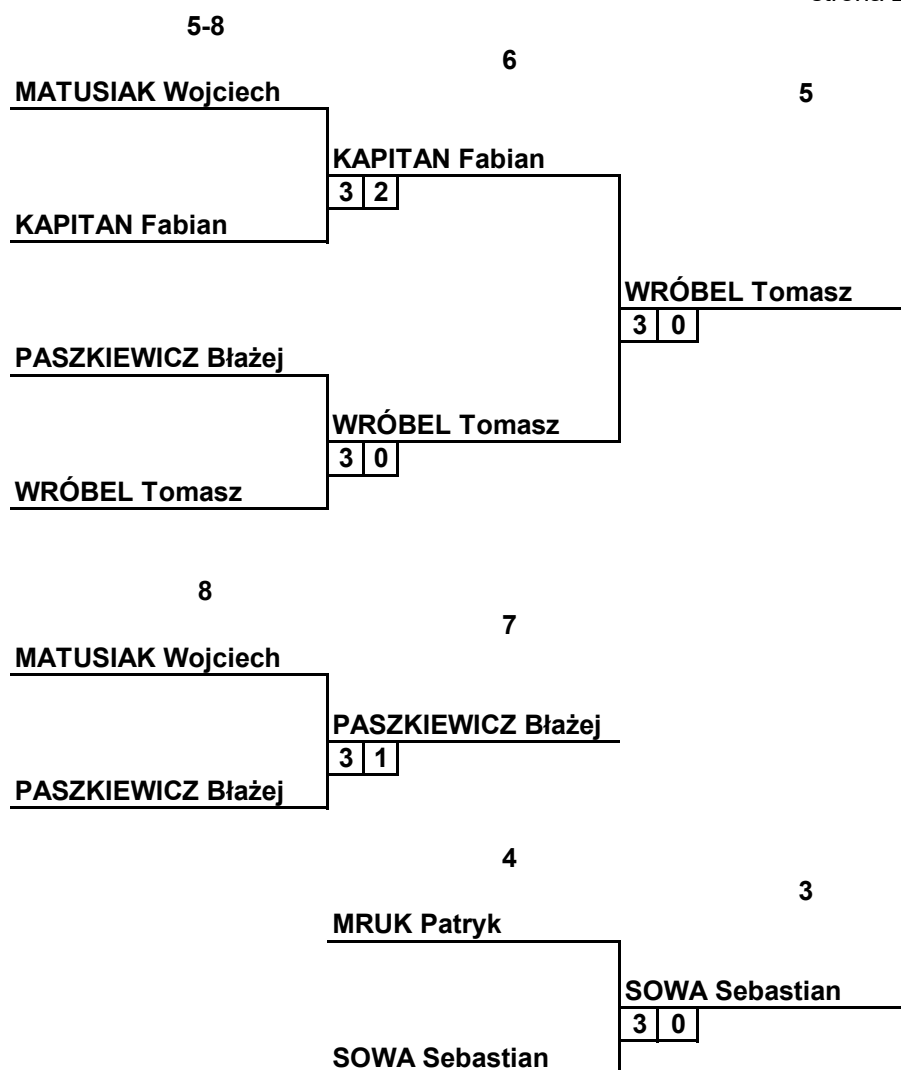 5-8
6
MATUSIAK Wojciech
5
KAPITAN Fabian
3 2
KAPITAN Fabian
WRÓBEL Tomasz
3 0
PASZKIEWICZ Błażej
WRÓBEL Tomasz
3 0
WRÓBEL Tomasz
8
7
MATUSIAK Wojciech
PASZKIEWICZ Błażej
3 1
PASZKIEWICZ Błażej
4
3
MRUK Patryk
SOWA Sebastian
3 0
SOWA Sebastian